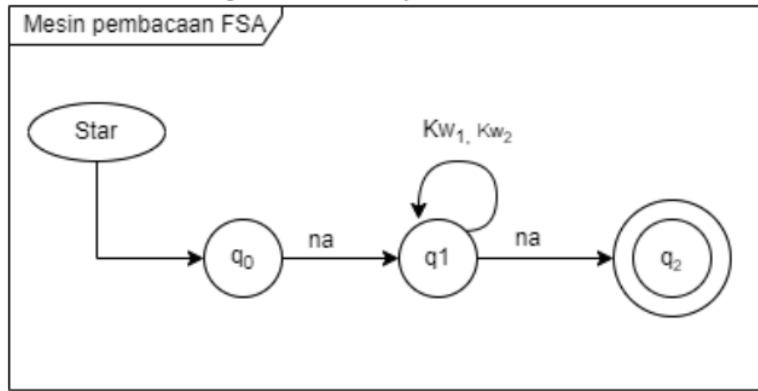 Mesin pembacaan FSA
Star
Kw₁, Kw₂
q₀
na
q1
na
q₂